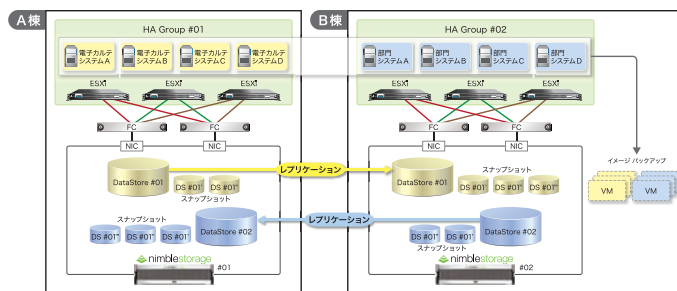 A棟
HA Group #01
電子カルテ
システムA
電子カルテ
システムB
電子カルテ
システムC
電子カルテ
システムD
ESXi
ESXi
ESXi
FC
FC
NIC
NIC
DataStore #01
DS #01'
DS #01"
スナップショット
スナップショット
DS #01'''
DS #01"
DS #01'
DataStore #02
nimblestorage
#01
B棟
HA Group #02
部門
システムA
部門
システムB
部門
システムC
部門
システムD
ESXi
ESXi
ESXi
FC
FC
NIC
NIC
レプリケーション
DataStore #01
スナップショット
DS #01'
DS #01"
DS #01'''
レプリケーション
DS #01"
DS #01'
スナップショット
DataStore #02
nimblestorage
#02
イメージ バックアップ
VM
VM